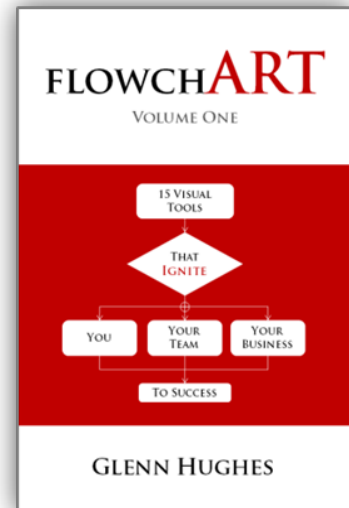 FLOWCHART
VOLUME ONE
15 VISUAL
TOOLS
THAT
IGNITE
YOU
YOUR
TEAM
YOUR
BUSINESS
TO SUCCESS
GLENN HUGHES